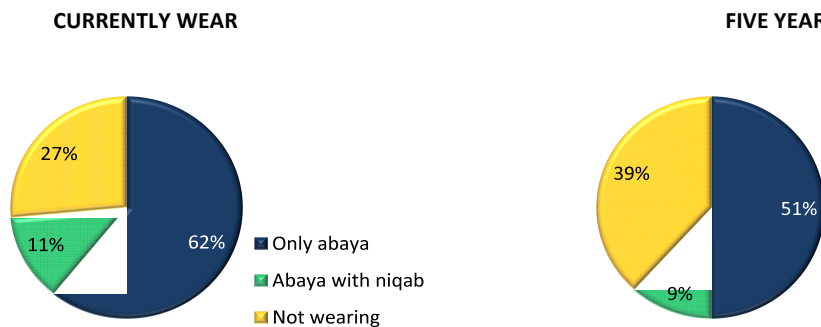 CURRENTLY WEAR
27%
11%
62%
Only abaya
Abaya with niqab
Not wearing
FIVE YEAR
39%
51%
9%